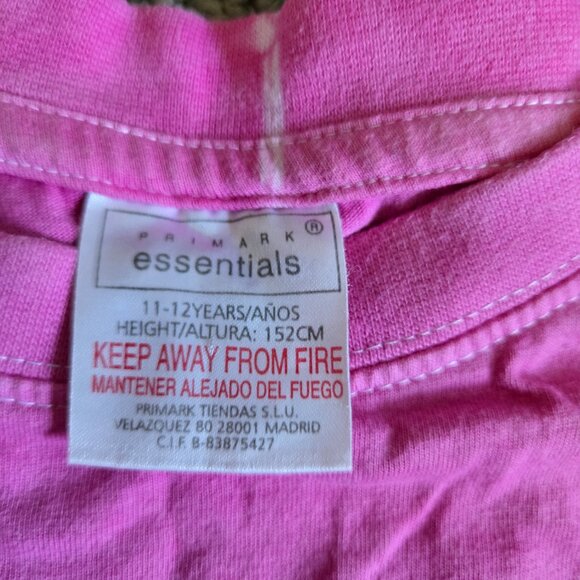 PRIMARK®
essentials
11-12YEARS/AÑOS
HEIGHT/ALTURA: 152CM
KEEP AWAY FROM FIRE
MANTENER ALEJADO DEL FUEGO
PRIMARK TIENDAS S.L.U.
VELAZQUEZ 80 28001 MADRID
C.I.F. B-83875427